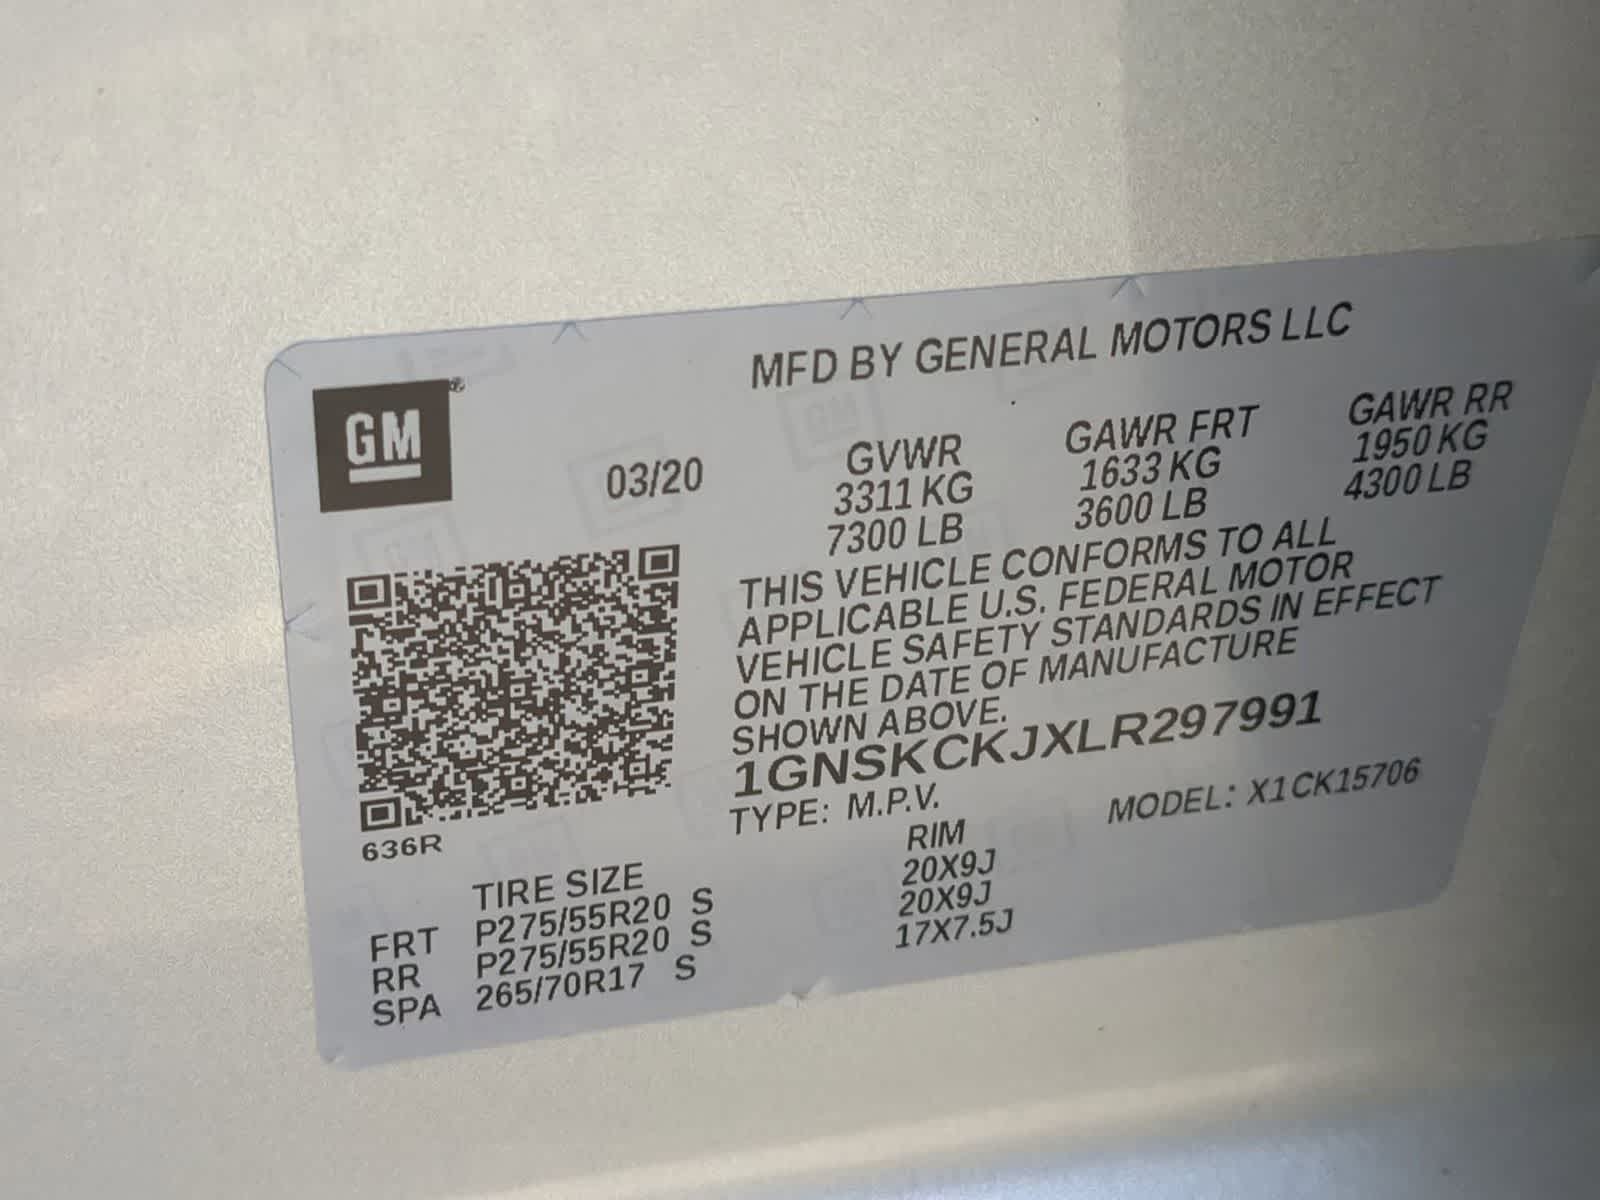 MFD BY GENERAL MOTORS LLC
GM®
03/20
GVWR GAWR FRT GAWR RR
3311 KG 1633 KG 1950 KG
7300 LB 3600 LB 4300 LB
THIS VEHICLE CONFORMS TO ALL
APPLICABLE U.S. FEDERAL MOTOR
VEHICLE SAFETY STANDARDS IN EFFECT
ON THE DATE OF MANUFACTURE
SHOWN ABOVE.
1GNSKCKJXLR297991
TYPE: M.P.V. MODEL: X1CK15706
636R
TIRE SIZE RIM
FRT P275/55R20 S 20X9J
RR P275/55R20 S 20X9J
SPA 265/70R17 S 17X7.5J